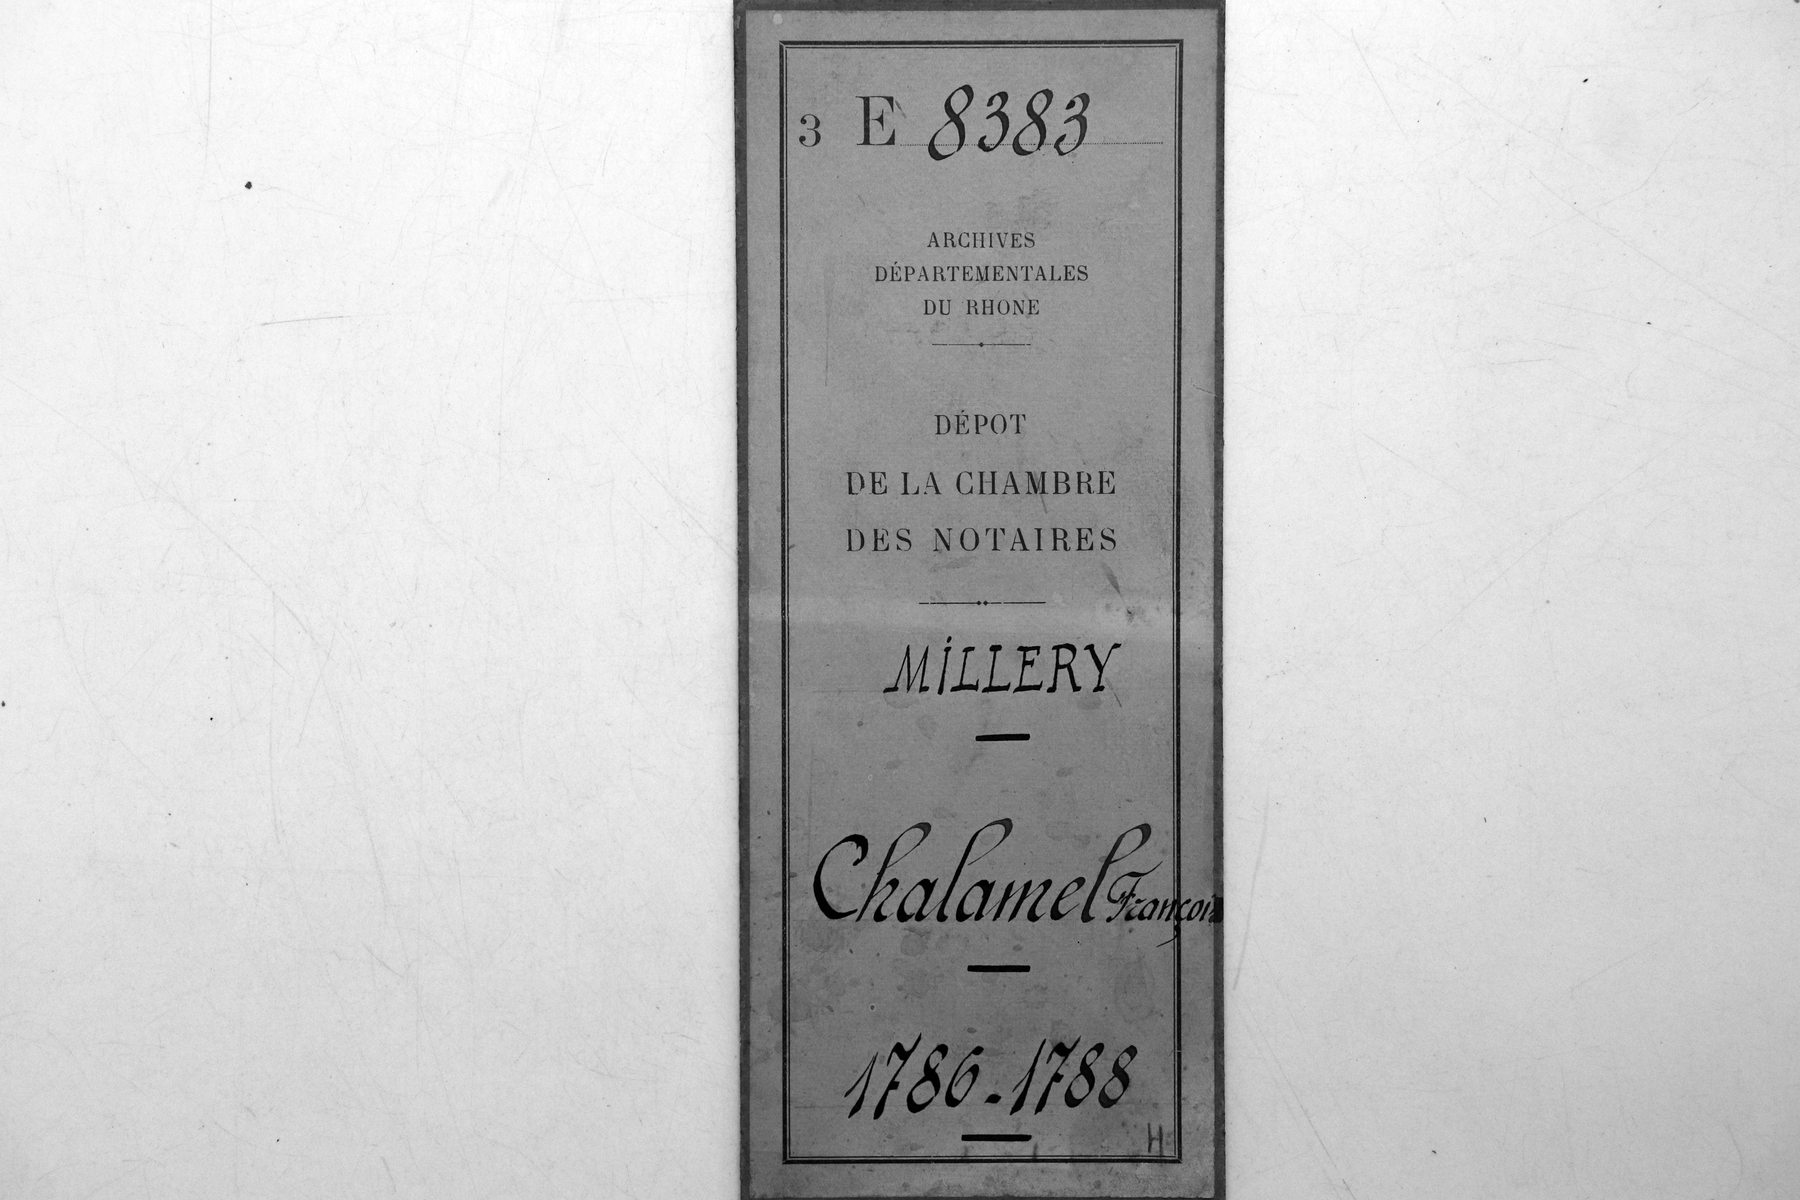 3 E 8383
ARCHIVES
DÉPARTEMENTALES
DU RHONE
DÉPOT
DE LA CHAMBRE
DES NOTAIRES
MiLLERY
Chalamel François
1786-1788
H